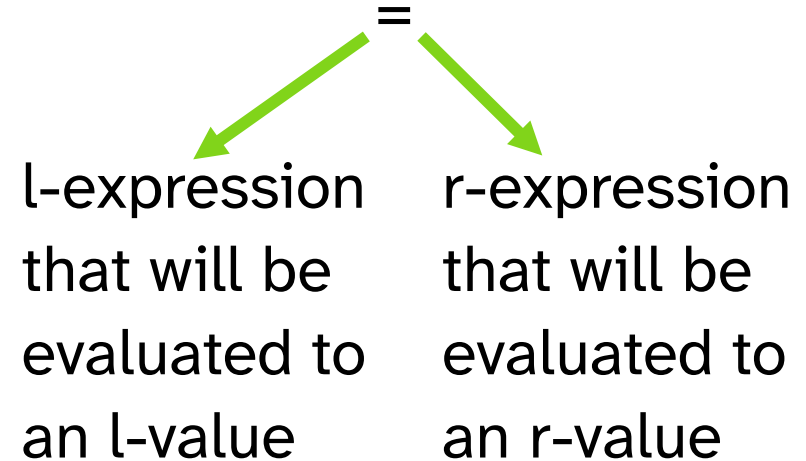 =
l-expression
that will be
evaluated to
an l-value
r-expression
that will be
evaluated to
an r-value